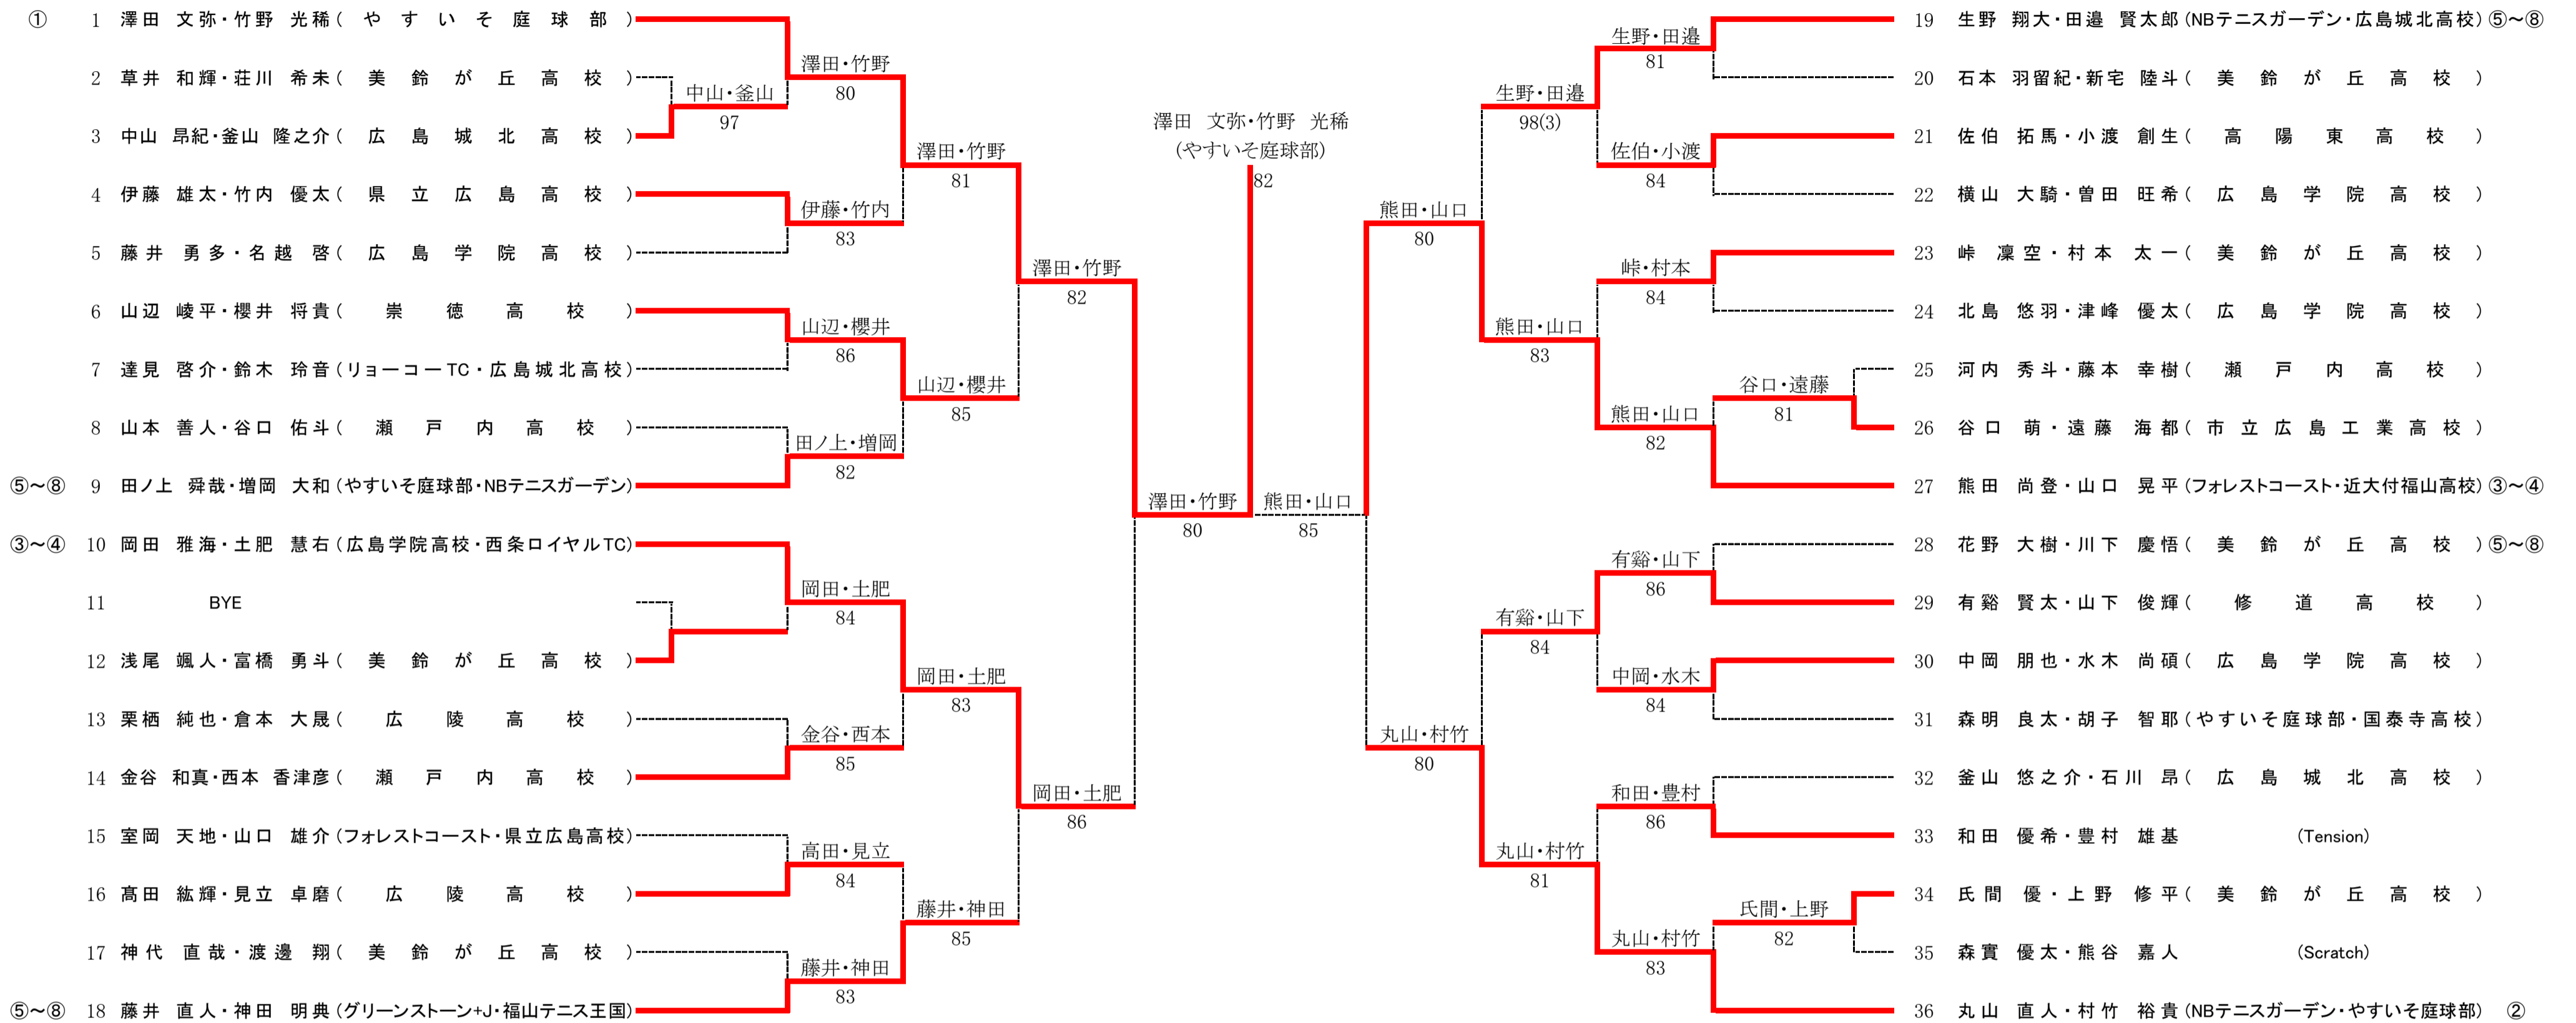 ① 1 澤田 文弥・竹野 光稀 (やすいそ庭球部)
2 草井 和輝・荘川 希未 (美鈴が丘高校)
3 中山 昂紀・釜山 隆之介 (広島城北高校)
4 伊藤 雄太・竹内 優太 (県立広島高校)
5 藤井 勇多・名越 啓 (広島学院高校)
6 山辺 崚平・櫻井 将貴 (崇徳高校)
7 達見 啓介・鈴木 玲音 (リョーコーTC・広島城北高校)
8 山本 善人・谷口 佑斗 (瀬戸内高校)
⑤～⑧ 9 田ノ上 舜哉・増岡 大和 (やすいそ庭球部・NBテニスガーデン)
③～④ 10 岡田 雅海・土肥 慧右 (広島学院高校・西条ロイヤルTC)
11 BYE
12 浅尾 颯人・富橋 勇斗 (美鈴が丘高校)
13 栗栖 純也・倉本 大晟 (広陵高校)
14 金谷 和真・西本 香津彦 (瀬戸内高校)
15 室岡 天地・山口 雄介 (フォレストコースト・県立広島高校)
16 髙田 紘輝・見立 卓磨 (広陵高校)
17 神代 直哉・渡邊 翔 (美鈴が丘高校)
⑤～⑧ 18 藤井 直人・神田 明典 (グリーンストーン+J・福山テニス王国)
中山・釜山
97
澤田・竹野
80
伊藤・竹内
83
山辺・櫻井
86
田ノ上・増岡
82
岡田・土肥
84
金谷・西本
85
高田・見立
84
藤井・神田
83
澤田・竹野
81
山辺・櫻井
85
岡田・土肥
83
藤井・神田
85
澤田・竹野
82
岡田・土肥
86
澤田・竹野
80
澤田 文弥・竹野 光稀
(やすいそ庭球部)
82
熊田・山口
85
熊田・山口
80
丸山・村竹
80
生野・田邉
98(3)
熊田・山口
83
有谿・山下
84
丸山・村竹
81
生野・田邉
81
佐伯・小渡
84
峠・村本
84
熊田・山口
82
有谿・山下
86
中岡・水木
84
和田・豊村
86
丸山・村竹
83
谷口・遠藤
81
氏間・上野
82
19 生野 翔大・田邉 賢太郎 (NBテニスガーデン・広島城北高校) ⑤～⑧
20 石本 羽留紀・新宅 陸斗 (美鈴が丘高校)
21 佐伯 拓馬・小渡 創生 (高陽東高校)
22 横山 大騎・曽田 旺希 (広島学院高校)
23 峠 凜空・村本 太一 (美鈴が丘高校)
24 北島 悠羽・津峰 優太 (広島学院高校)
25 河内 秀斗・藤本 幸樹 (瀬戸内高校)
26 谷口 萌・遠藤 海都 (市立広島工業高校)
27 熊田 尚登・山口 晃平 (フォレストコースト・近大付福山高校) ③～④
28 花野 大樹・川下 慶悟 (美鈴が丘高校) ⑤～⑧
29 有谿 賢太・山下 俊輝 (修道高校)
30 中岡 朋也・水木 尚碩 (広島学院高校)
31 森明 良太・胡子 智耶 (やすいそ庭球部・国泰寺高校)
32 釜山 悠之介・石川 昂 (広島城北高校)
33 和田 優希・豊村 雄基 (Tension)
34 氏間 優・上野 修平 (美鈴が丘高校)
35 森實 優太・熊谷 嘉人 (Scratch)
36 丸山 直人・村竹 裕貴 (NBテニスガーデン・やすいそ庭球部) ②